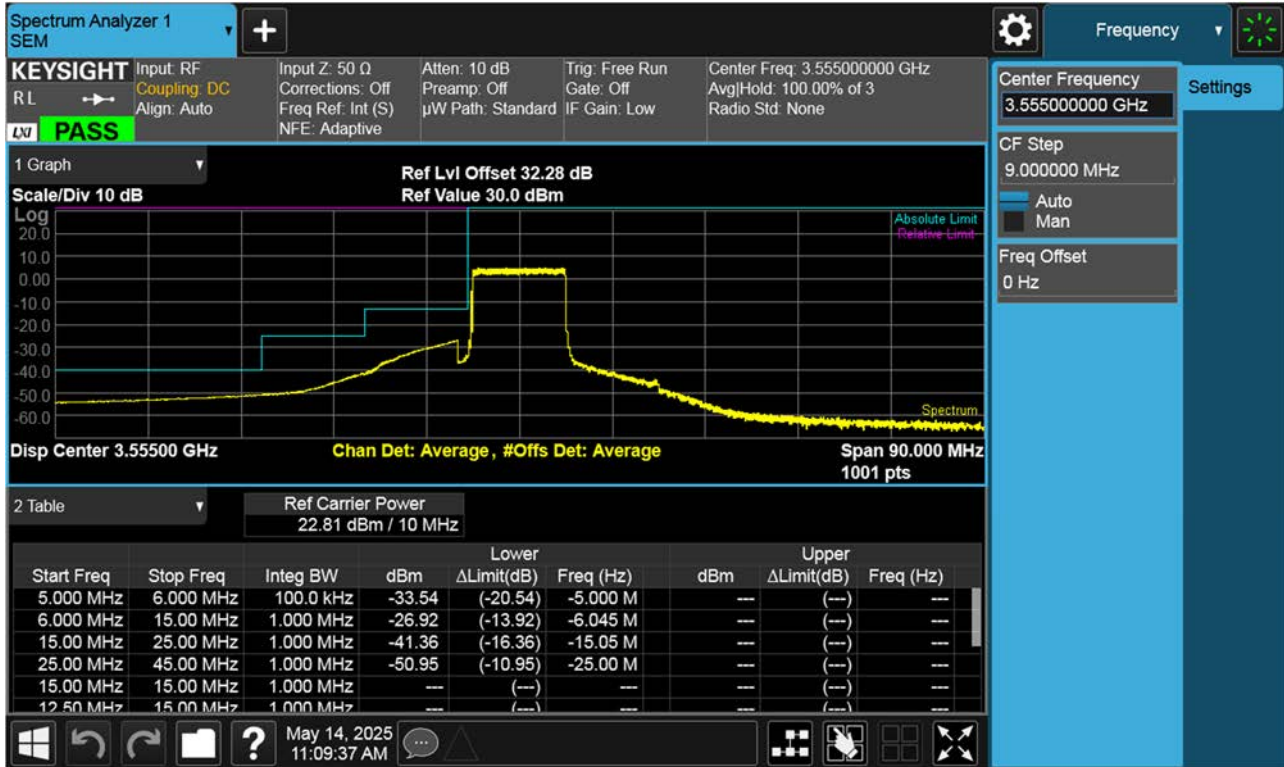 Spectrum Analyzer 1
SEM
Frequency
KEYSIGHT
RL
LXI
PASS
Input: RF
Coupling: DC
Align: Auto
Input Z: 50 Ω
Corrections: Off
Freq Ref: Int (S)
NFE: Adaptive
Atten: 10 dB
Preamp: Off
µW Path: Standard
Trig: Free Run
Gate: Off
IF Gain: Low
Center Freq: 3.555000000 GHz
Avg|Hold: 100.00% of 3
Radio Std: None
Center Frequency
3.555000000 GHz
Settings
CF Step
9.000000 MHz
Auto
Man
Freq Offset
0 Hz
1 Graph
Ref Lvl Offset 32.28 dB
Scale/Div 10 dB
Ref Value 30.0 dBm
Log
Absolute Limit
Relative Limit
20.0
10.0
0.00
-10.0
-20.0
-30.0
-40.0
-50.0
-60.0
Spectrum
Disp Center 3.55500 GHz
Chan Det: Average, #Offs Det: Average
Span 90.000 MHz
1001 pts
2 Table
Ref Carrier Power
22.81 dBm / 10 MHz
Lower Upper
Start Freq Stop Freq Integ BW dBm ΔLimit(dB) Freq (Hz) dBm ΔLimit(dB) Freq (Hz)
5.000 MHz 6.000 MHz 100.0 kHz -33.54 (-20.54) -5.000 M --- (---) ---
6.000 MHz 15.00 MHz 1.000 MHz -26.92 (-13.92) -6.045 M --- (---) ---
15.00 MHz 25.00 MHz 1.000 MHz -41.36 (-16.36) -15.05 M --- (---) ---
25.00 MHz 45.00 MHz 1.000 MHz -50.95 (-10.95) -25.00 M --- (---) ---
15.00 MHz 15.00 MHz 1.000 MHz --- (---) --- --- (---) ---
12.50 MHz 15.00 MHz 1.000 MHz --- (---) --- --- (---) ---
May 14, 2025
11:09:37 AM